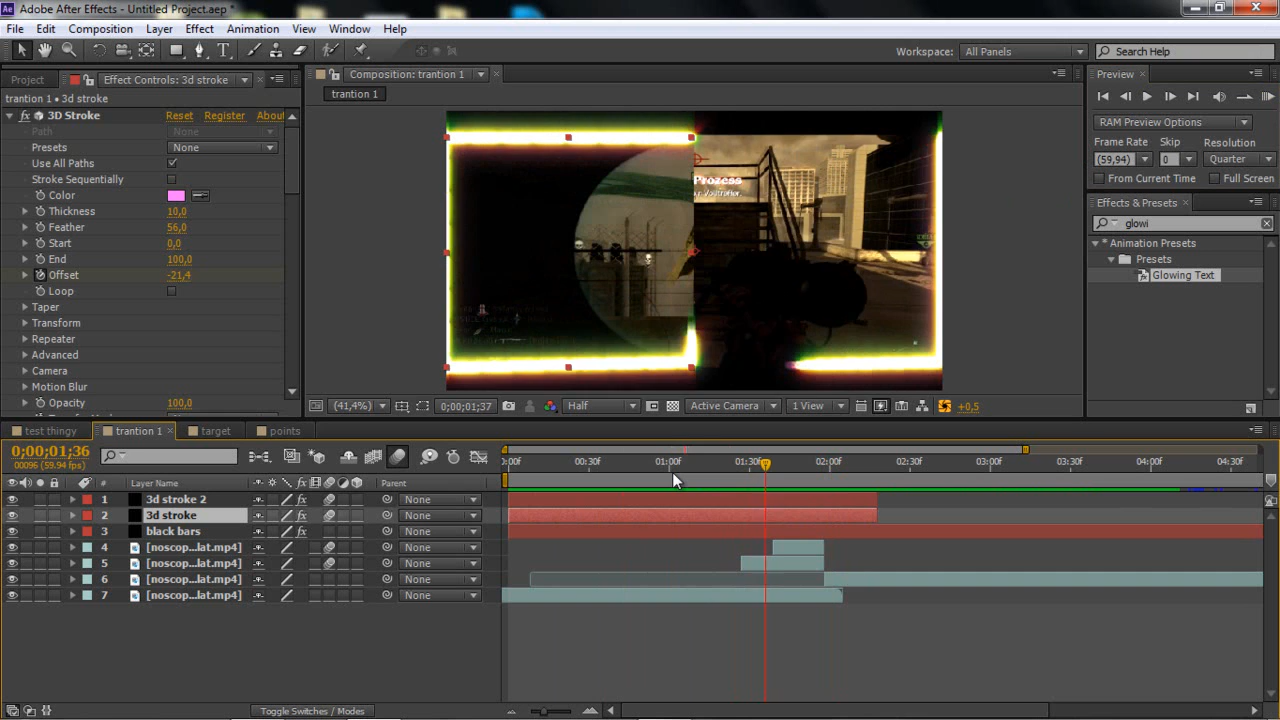 Adobe After Effects - Untitled Project.aep *
File Edit Composition Layer Effect Animation View Window Help
Workspace: All Panels
Search Help
Project
Effect Controls: 3d stroke
trantion 1 • 3d stroke
fx 3D Stroke Reset Register About
Path None
Presets None
Use All Paths
Stroke Sequentially
Color
Thickness 10,0
Feather 56,0
Start 0,0
End 100,0
Offset -21,4
Loop
Taper
Transform
Repeater
Advanced
Camera
Motion Blur
Opacity 100,0
Composition: trantion 1
trantion 1
Prozess
(41,4%) 0;00;01;37 Half Active Camera 1 View +0,5
Preview
RAM Preview Options
Frame Rate Skip Resolution
(59,94) 0 Quarter
From Current Time Full Screen
Effects & Presets
glowi
* Animation Presets
Presets
Glowing Text
test thingy trantion 1 target points
0;00;01;36
00096 (59.94 fps)
:00f 00:30f 01:00f 01:30f 02:00f 02:30f 03:00f 03:30f 04:00f 04:30f
# Layer Name fx Parent
1 3d stroke 2 fx None
2 3d stroke fx None
3 black bars fx None
4 [noscop...lat.mp4] None
5 [noscop...lat.mp4] None
6 [noscop...lat.mp4] None
7 [noscop...lat.mp4] None
Toggle Switches / Modes